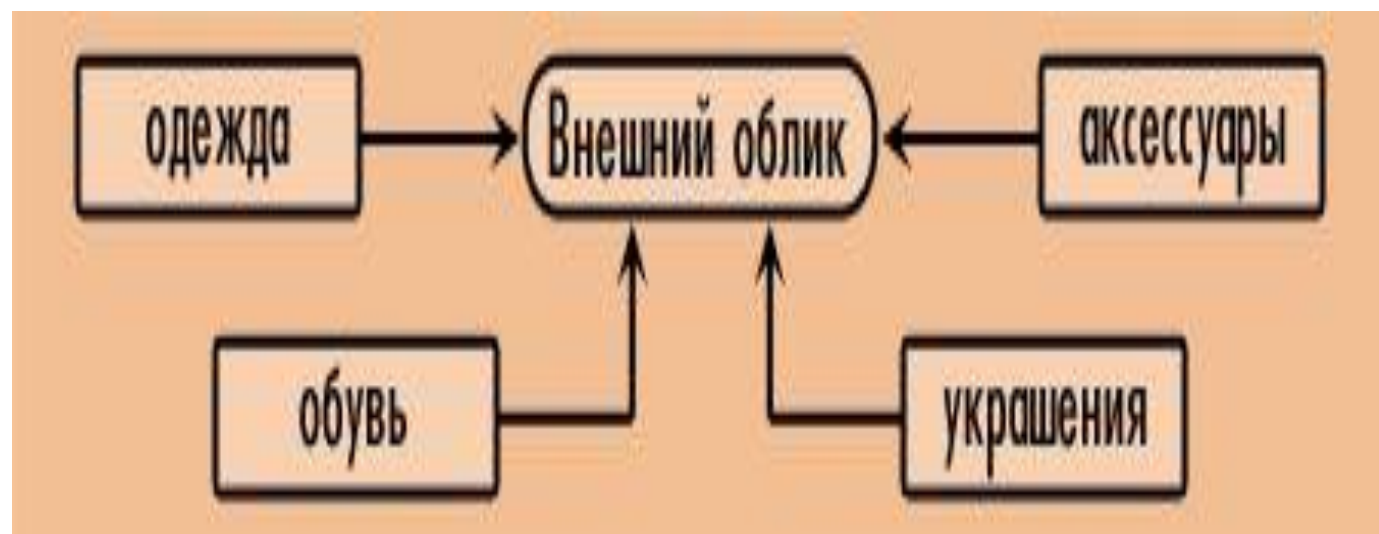 одежда
Внешний облик
аксессуары
обувь
украшения